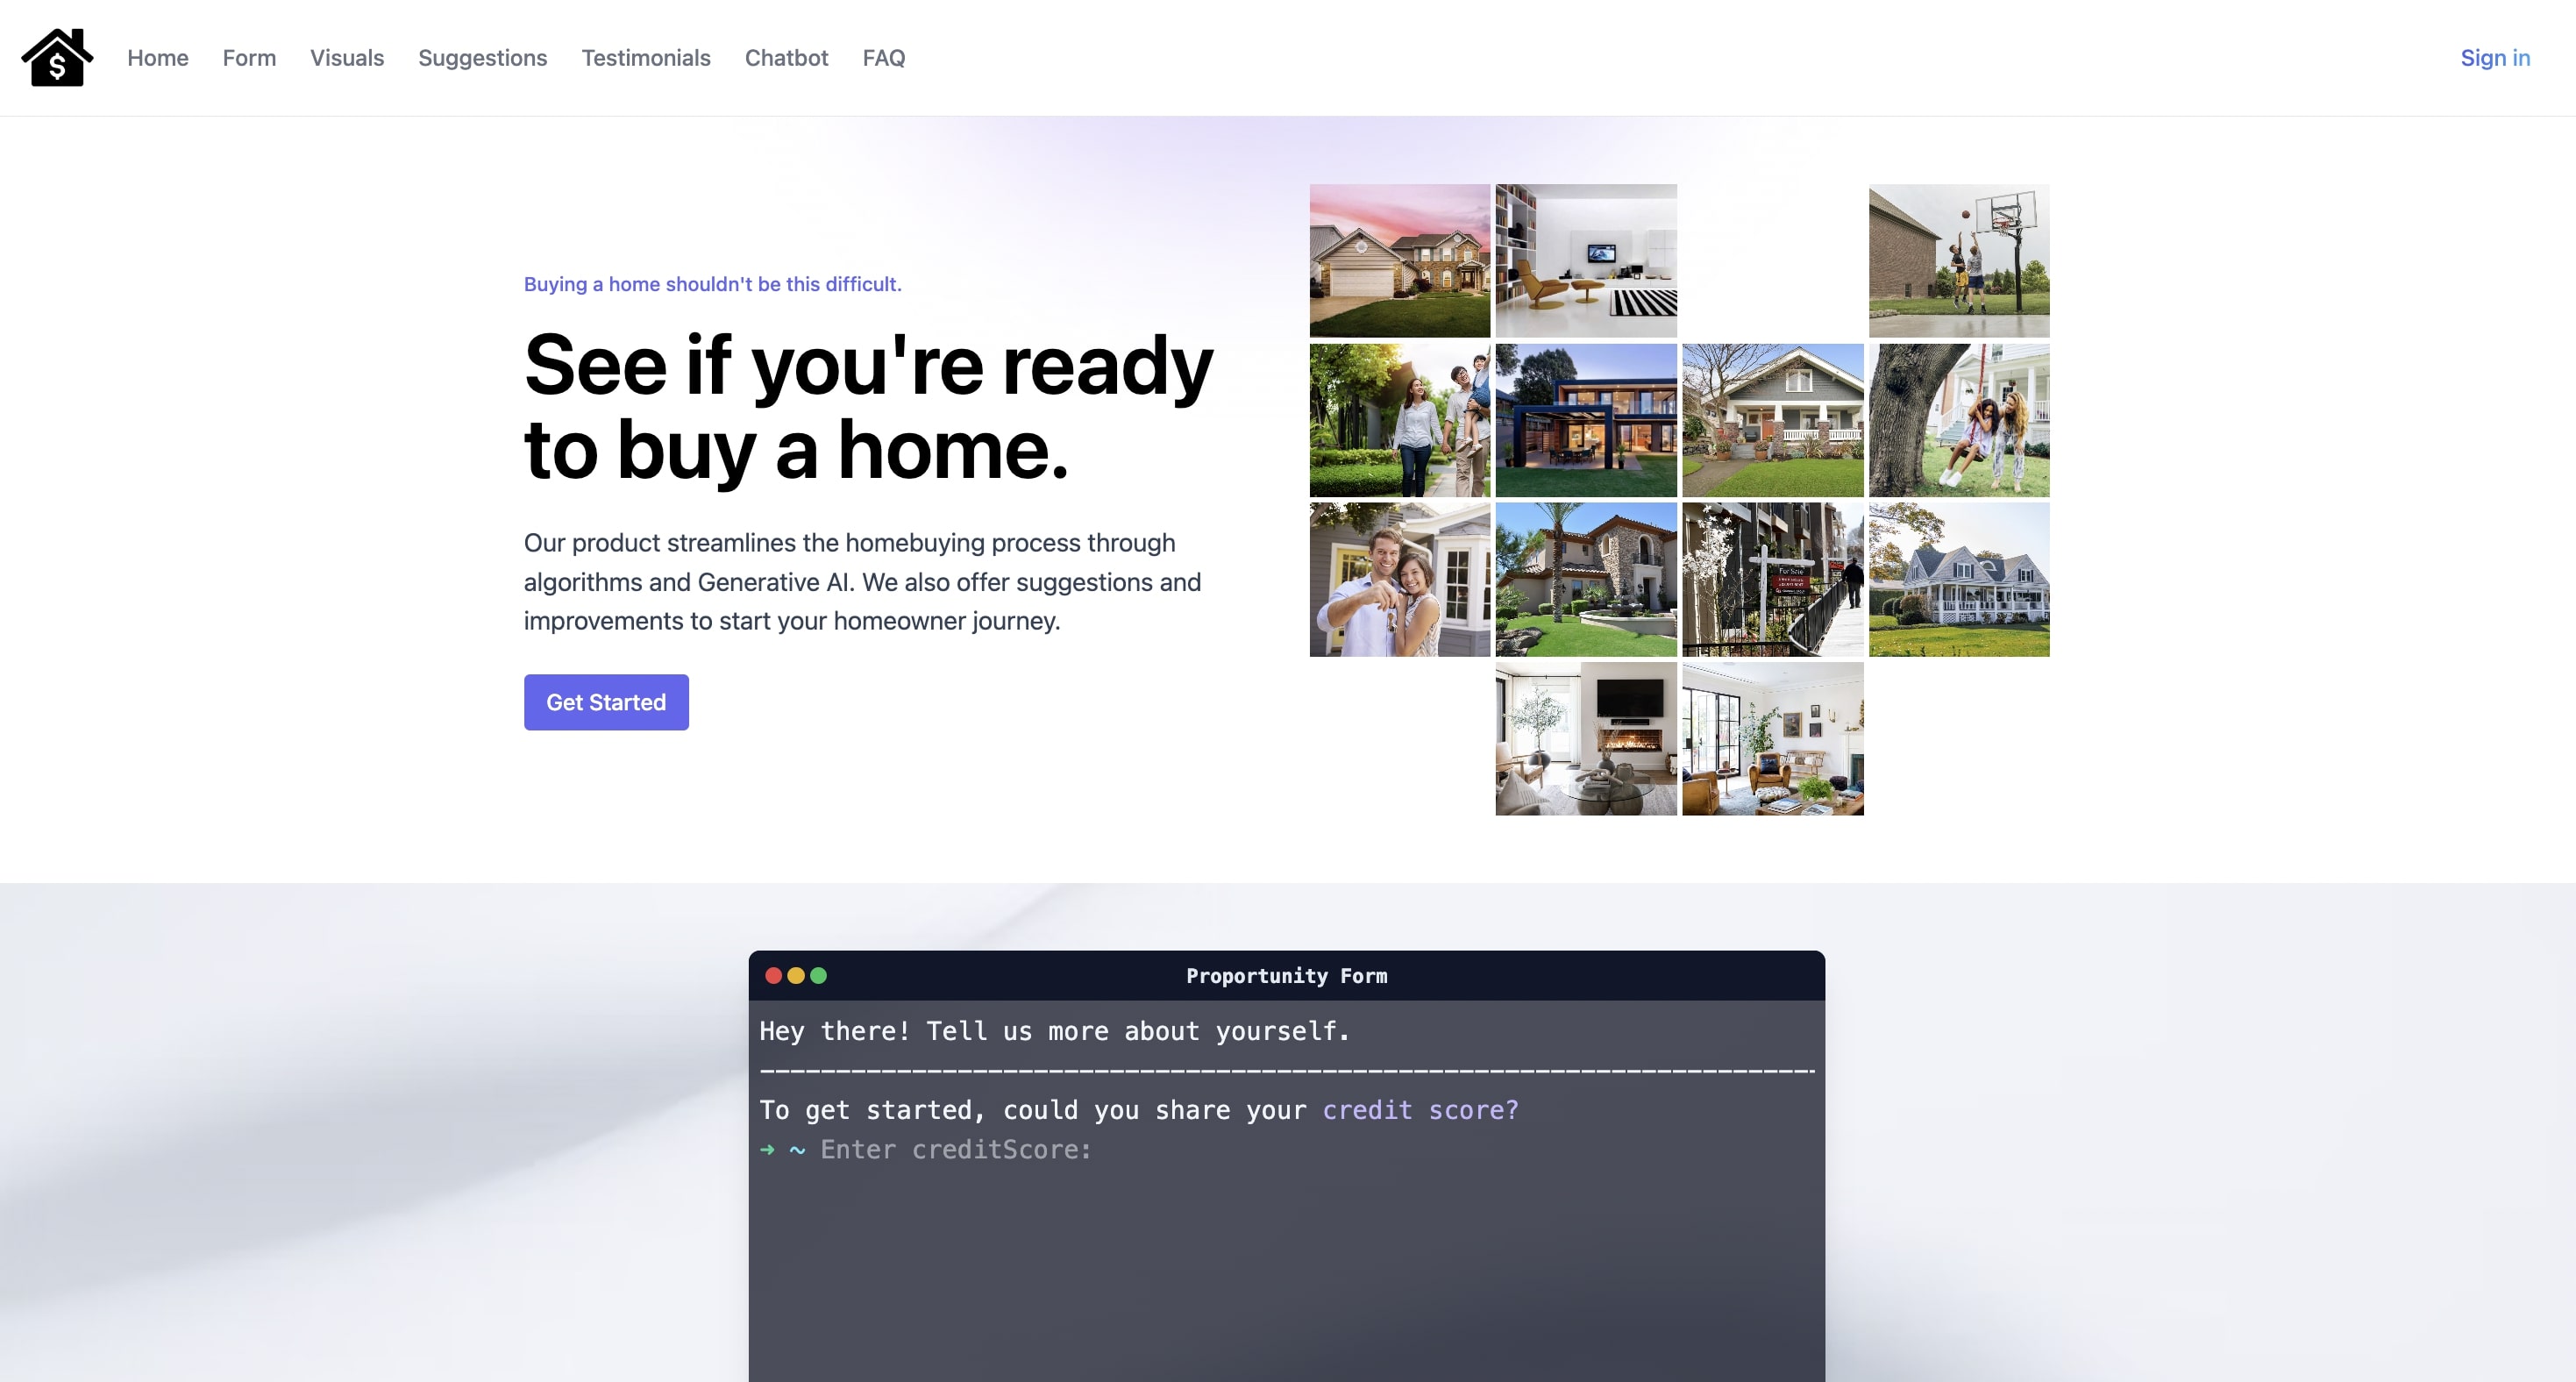 $
Home Form Visuals Suggestions Testimonials Chatbot FAQ Sign in
Buying a home shouldn't be this difficult.
See if you're ready
to buy a home.
Our product streamlines the homebuying process through
algorithms and Generative AI. We also offer suggestions and
improvements to start your homeowner journey.
Get Started
For Sale
Proportunity Form
Hey there! Tell us more about yourself.
To get started, could you share your credit score?
➜ ~ Enter creditScore: